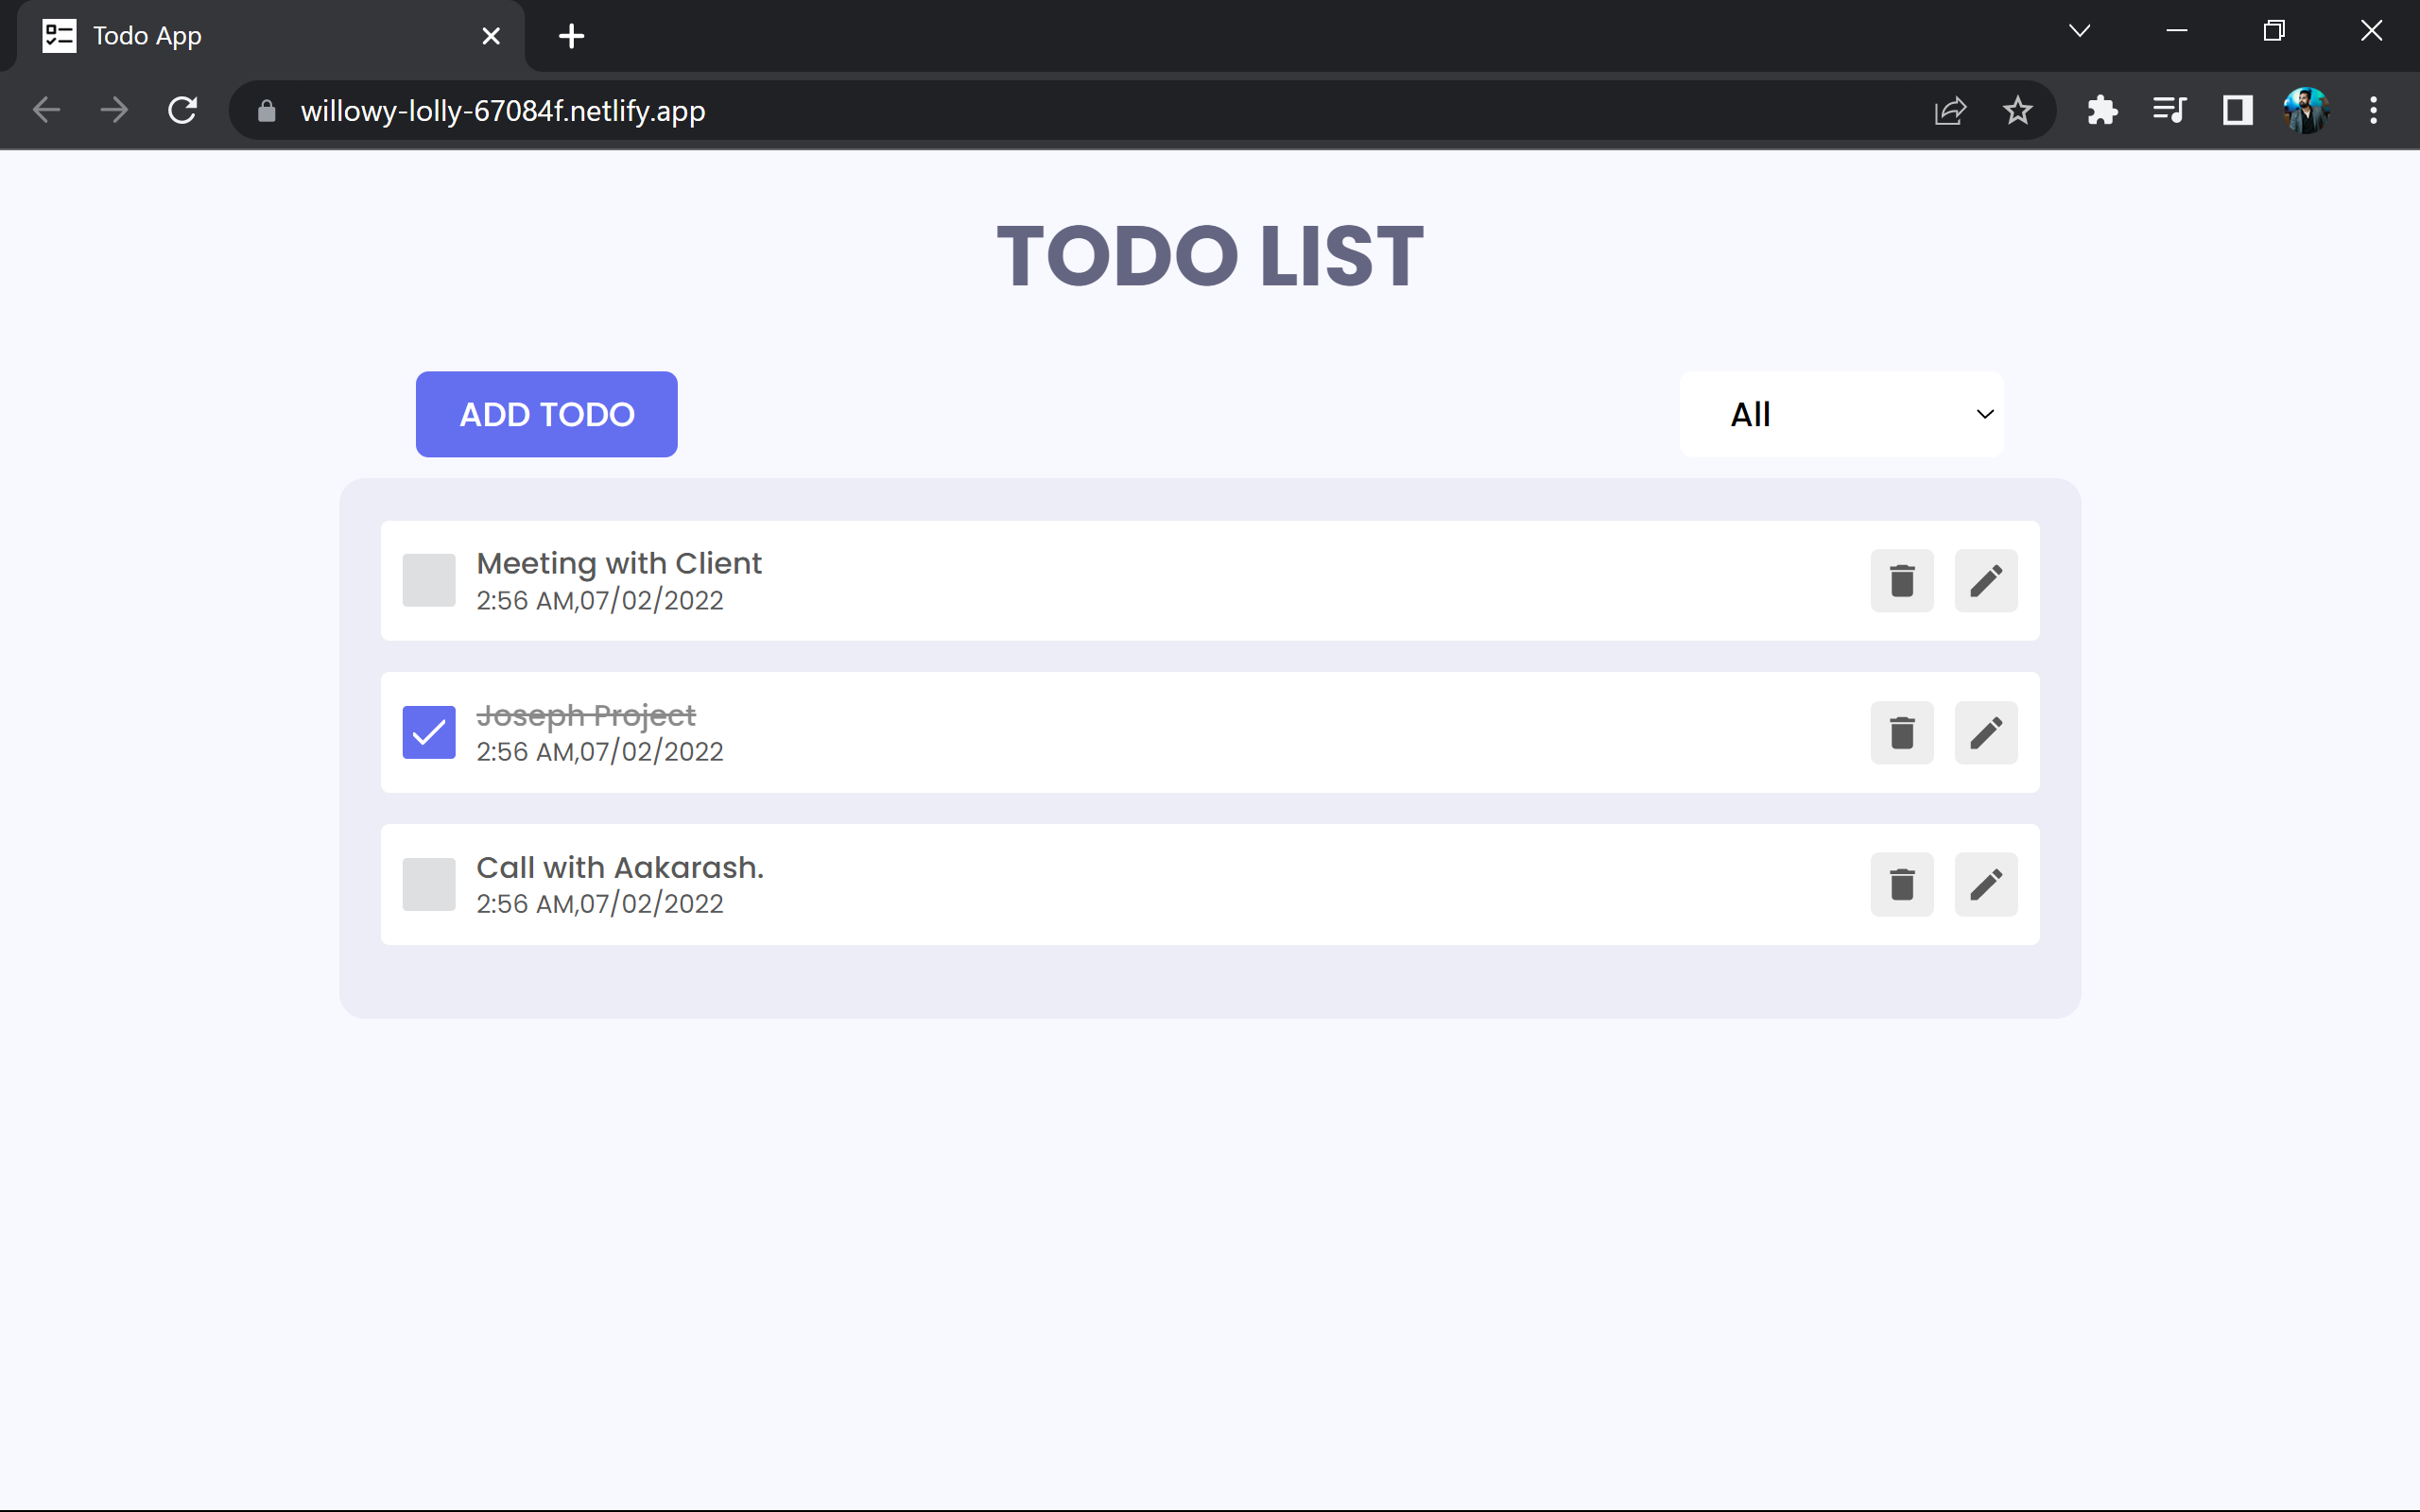 Todo App
willowy-lolly-67084f.netlify.app
TODO LIST
ADD TODO
All
Meeting with Client
2:56 AM,07/02/2022
Joseph Project
2:56 AM,07/02/2022
Call with Aakarash.
2:56 AM,07/02/2022